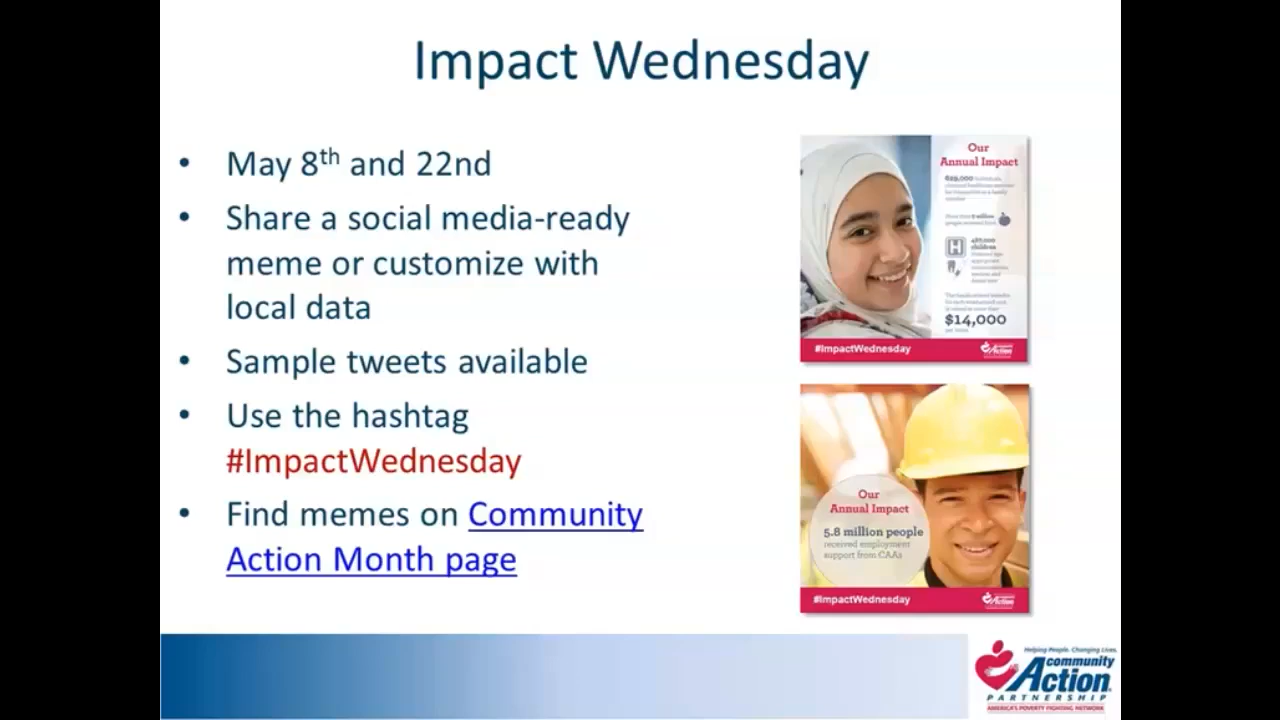 Impact Wednesday
• May 8th and 22nd
• Share a social media-ready
meme or customize with
local data
• Sample tweets available
• Use the hashtag
#ImpactWednesday
• Find memes on Community
Action Month page
Our
Annual Impact
$14,000
#ImpactWednesday
Action
Our
Annual Impact
5.8 million people
received employment
support from CAAs
#ImpactWednesday
Action
Helping People. Changing Lives.
community
Action
PARTNERSHIP
AMERICA'S POVERTY FIGHTING NETWORK